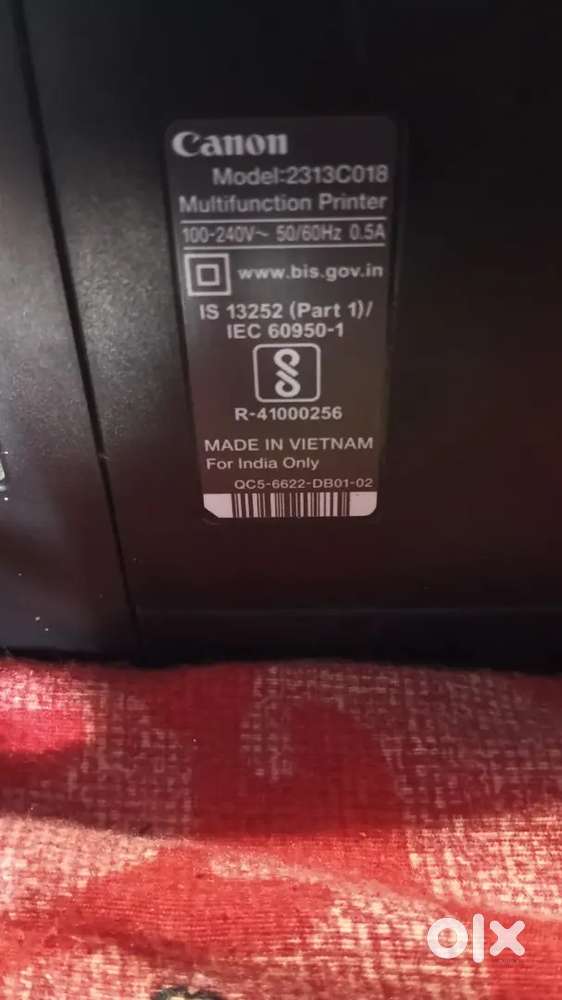 Canon
Model:2313C018
Multifunction Printer
100-240V~ 50/60Hz 0.5A
www.bis.gov.in
IS 13252 (Part 1)/
IEC 60950-1
R-41000256
MADE IN VIETNAM
For India Only
QC5-6622-DB01-02
olx